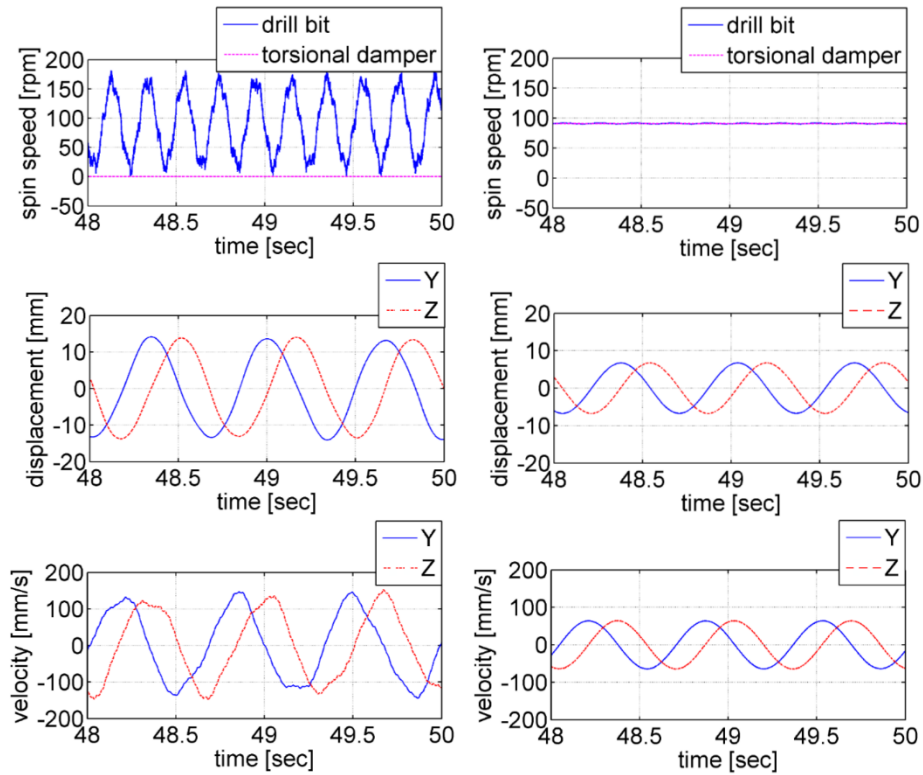 drill bit
torsional damper
spin speed [rpm]
200
150
100
50
0
-50
48
48.5
49
49.5
50
time [sec]
drill bit
torsional damper
spin speed [rpm]
200
150
100
50
0
-50
48
48.5
49
49.5
50
time [sec]
Y
Z
displacement [mm]
20
10
0
-10
-20
48
48.5
49
49.5
50
time [sec]
Y
Z
displacement [mm]
20
10
0
-10
-20
48
48.5
49
49.5
50
time [sec]
Y
Z
velocity [mm/s]
200
100
0
-100
-200
48
48.5
49
49.5
50
time [sec]
Y
Z
velocity [mm/s]
200
100
0
-100
-200
48
48.5
49
49.5
50
time [sec]